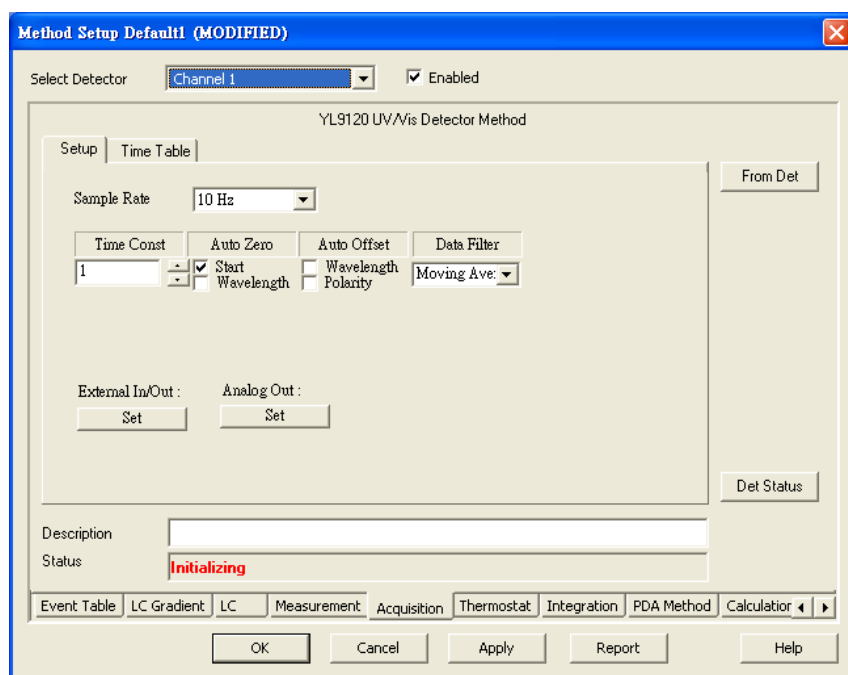 Method Setup Default1 (MODIFIED)
Select Detector Channel 1 Enabled
YL9120 UV/Vis Detector Method
Setup Time Table
From Det
Sample Rate 10 Hz
Time Const Auto Zero Auto Offset Data Filter
1 Start Wavelength Moving Ave:
Wavelength Polarity
External In/Out : Analog Out :
Set Set
Det Status
Description
Status Initializing
Event Table LC Gradient LC Measurement Acquisition Thermostat Integration PDA Method Calculation
OK Cancel Apply Report Help